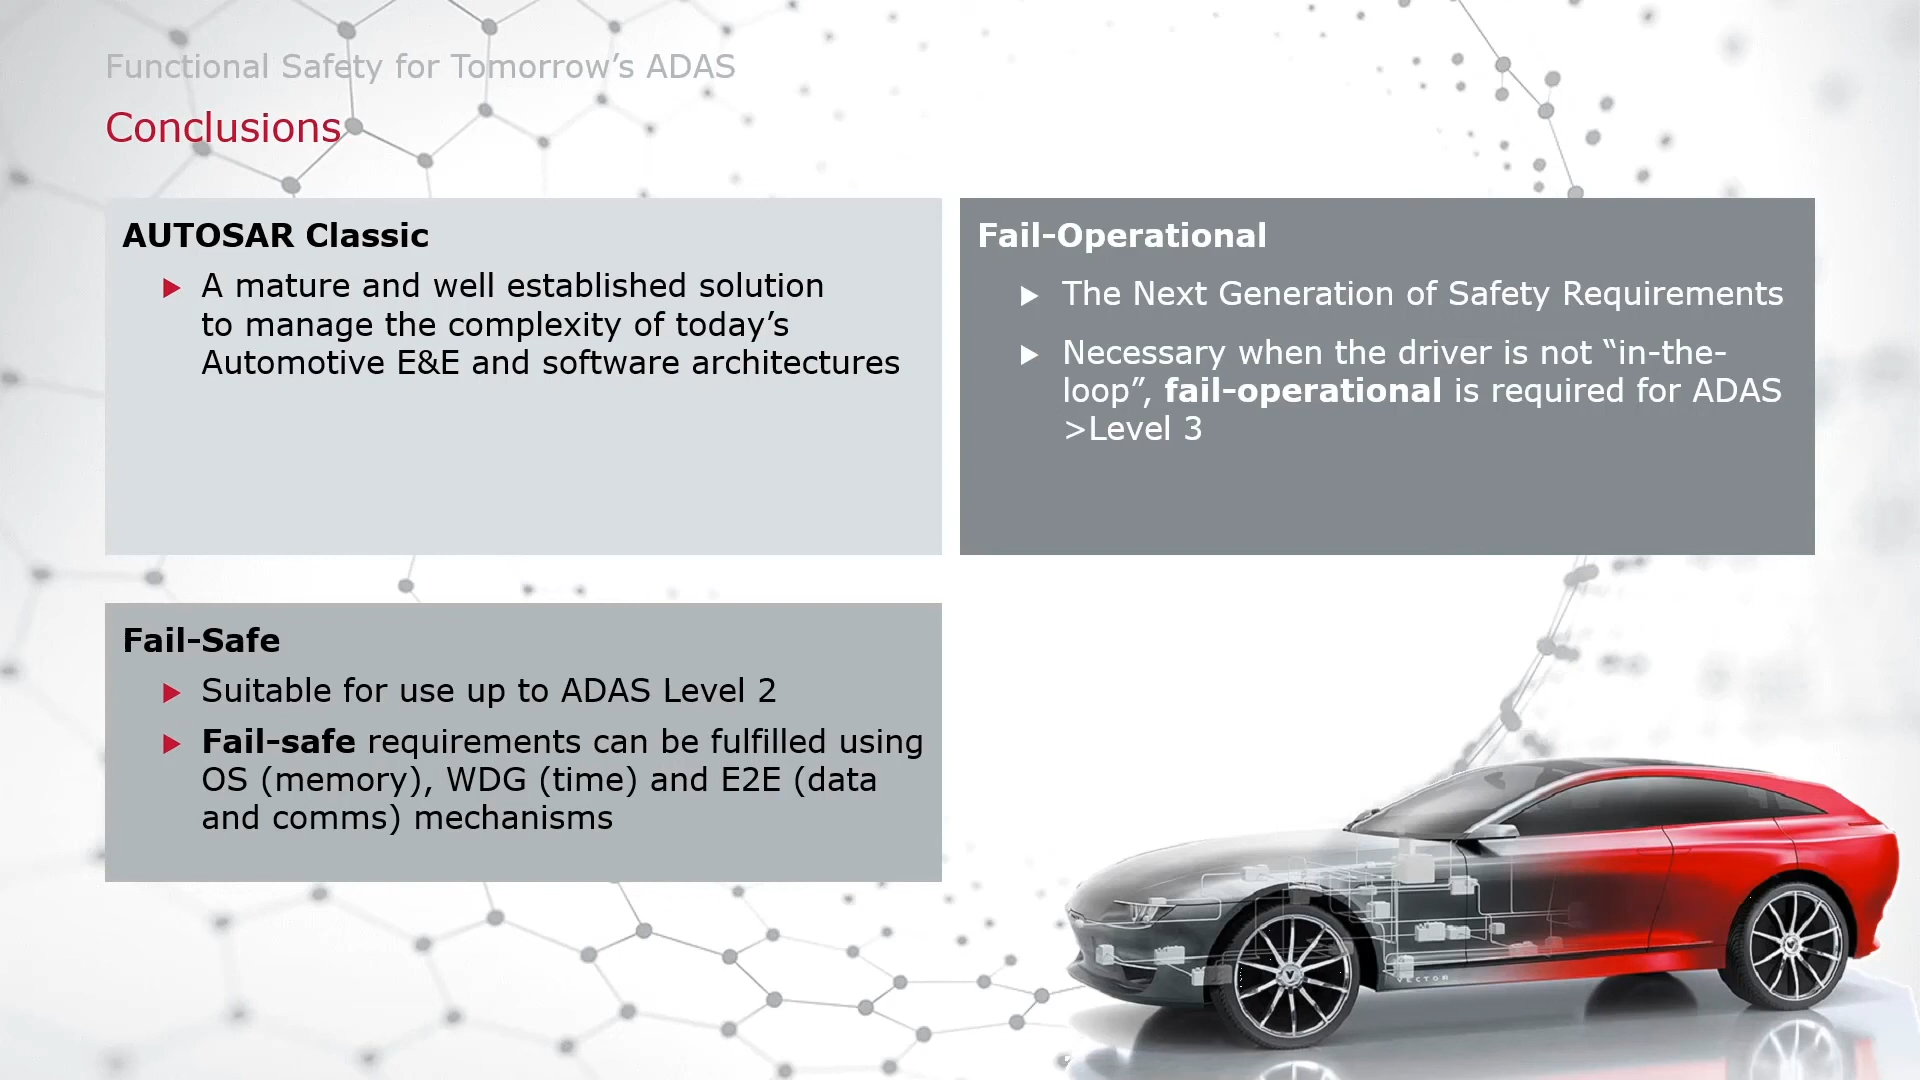 Functional Safety for Tomorrow’s ADAS
Conclusions
AUTOSAR Classic
A mature and well established solution
to manage the complexity of today’s
Automotive E&E and software architectures
Fail-Operational
The Next Generation of Safety Requirements
Necessary when the driver is not “in-the-
loop”, fail-operational is required for ADAS
>Level 3
Fail-Safe
Suitable for use up to ADAS Level 2
Fail-safe requirements can be fulfilled using
OS (memory), WDG (time) and E2E (data
and comms) mechanisms
VECTOR